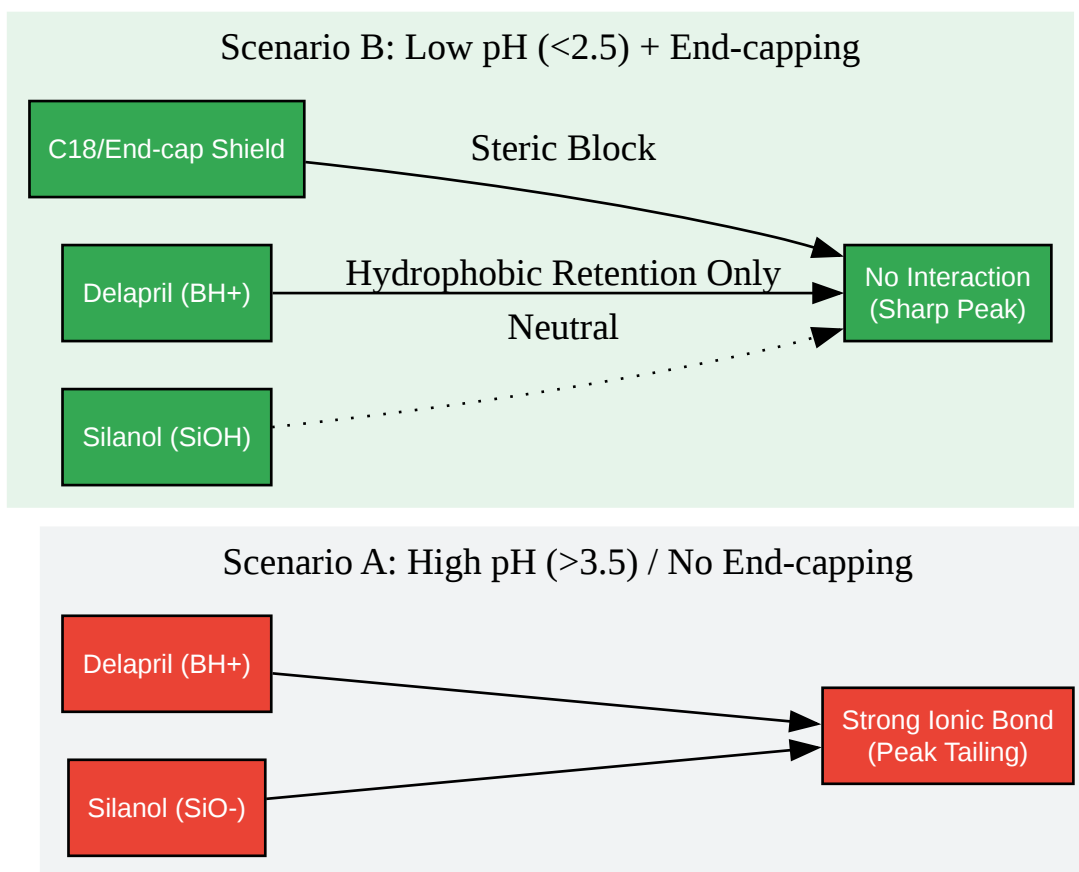 Scenario B: Low pH (<2.5) + End-capping
C18/End-cap Shield
Steric Block
Delapril (BH+)
Hydrophobic Retention Only
No Interaction
(Sharp Peak)
Neutral
Silanol (SiOH)
Scenario A: High pH (>3.5) / No End-capping
Delapril (BH+)
Strong Ionic Bond
(Peak Tailing)
Silanol (SiO-)